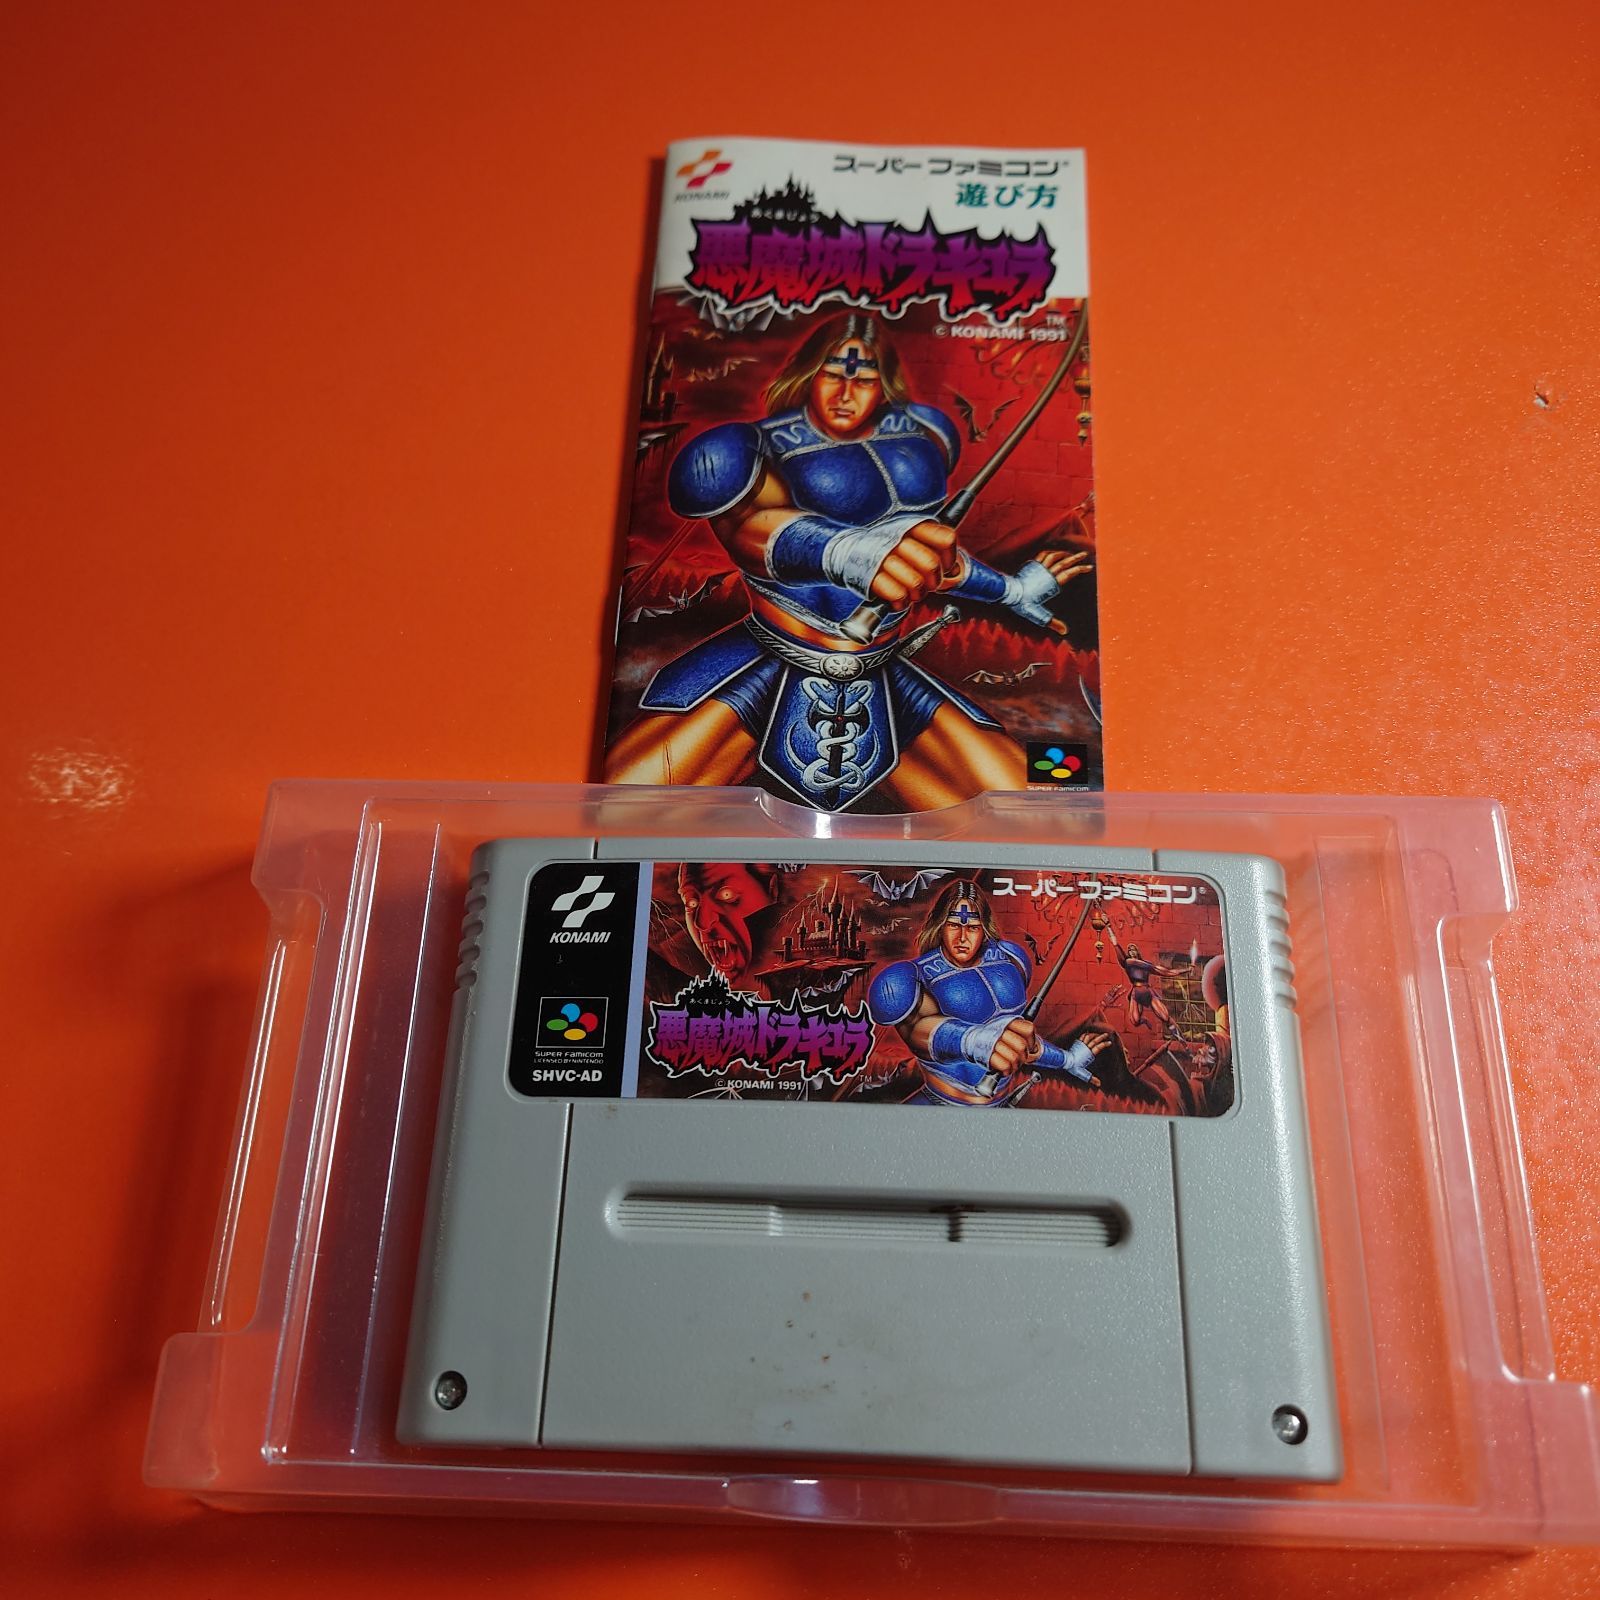 KONAMI
スーパーファミコン®
遊び方
あくまじょう
悪魔城ドラキュラ
TM
© KONAMI 1991
SUPER FAMICOM
KONAMI
スーパーファミコン®
あくまじょう
悪魔城ドラキュラ
TM
© KONAMI 1991
SUPER FAMICOM
LICENSED BY NINTENDO
SHVC-AD